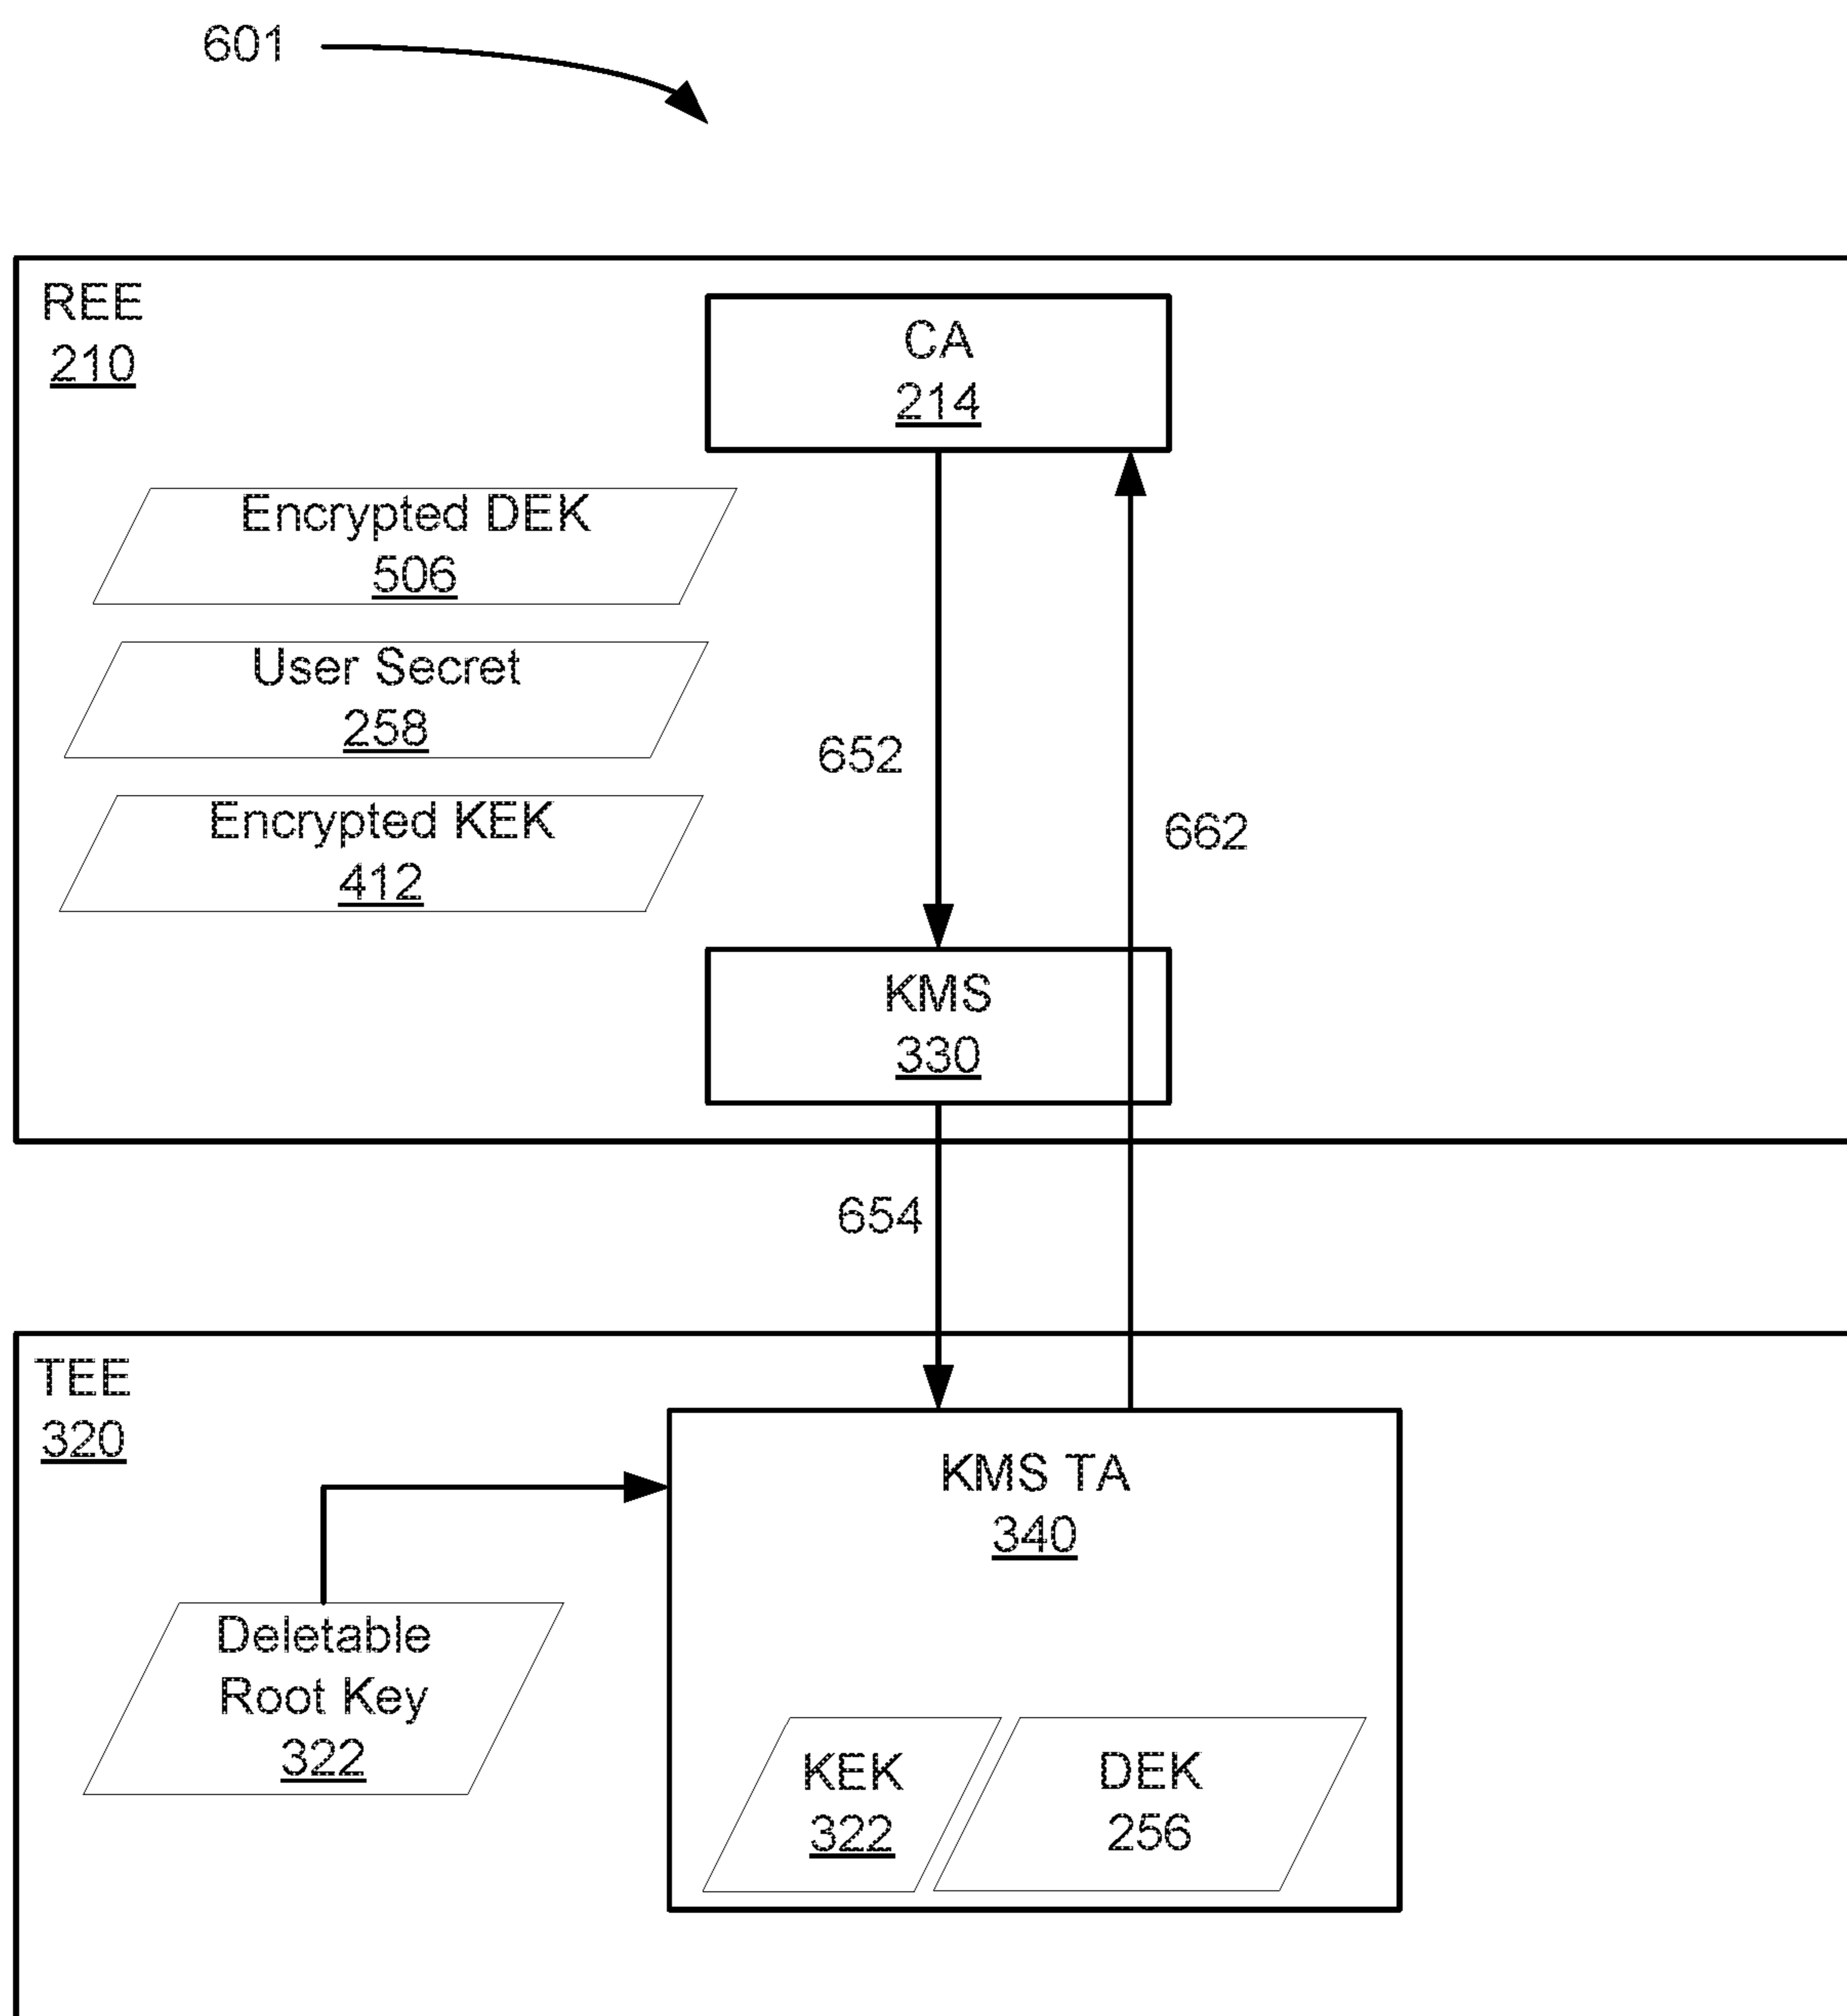 601
REE
210
CA
214
Encrypted DEK
506
User Secret
258
652
Encrypted KEK
412
662
KMS
330
654
TEE
320
KMS TA
340
Deletable
Root Key
322
KEK
322
DEK
256